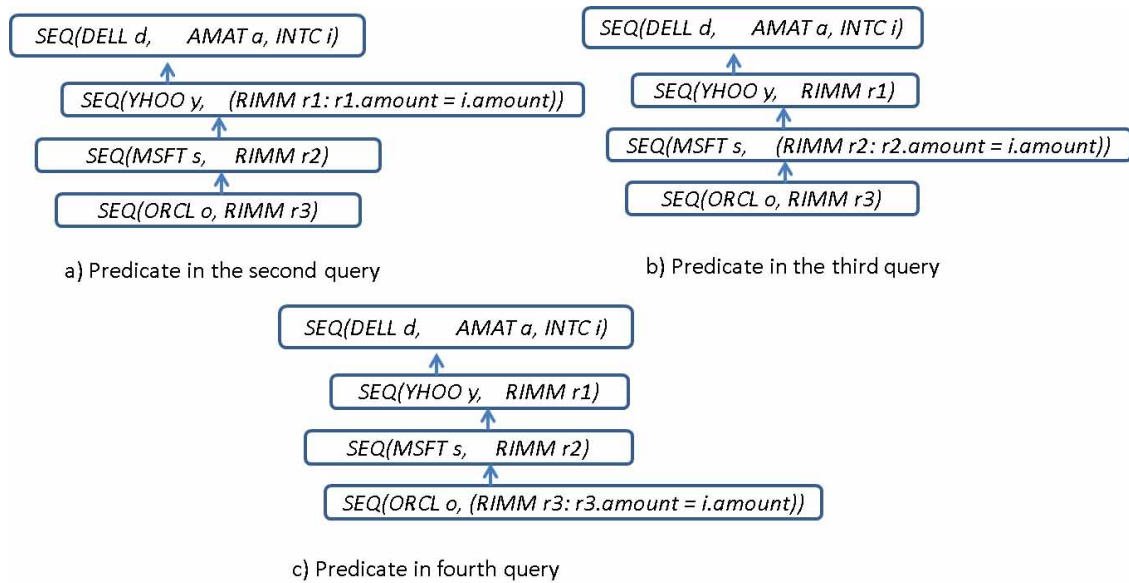 SEQ(DELL d, AMAT a, INTC i)
SEQ(YHOO y, (RIMM r1: r1.amount = i.amount))
SEQ(MSFT s, RIMM r2)
SEQ(ORCL o, RIMM r3)
a) Predicate in the second query
SEQ(DELL d, AMAT a, INTC i)
SEQ(YHOO y, RIMM r1)
SEQ(MSFT s, (RIMM r2: r2.amount = i.amount))
SEQ(ORCL o, RIMM r3)
b) Predicate in the third query
SEQ(DELL d, AMAT a, INTC i)
SEQ(YHOO y, RIMM r1)
SEQ(MSFT s, RIMM r2)
SEQ(ORCL o, (RIMM r3: r3.amount = i.amount))
c) Predicate in fourth query